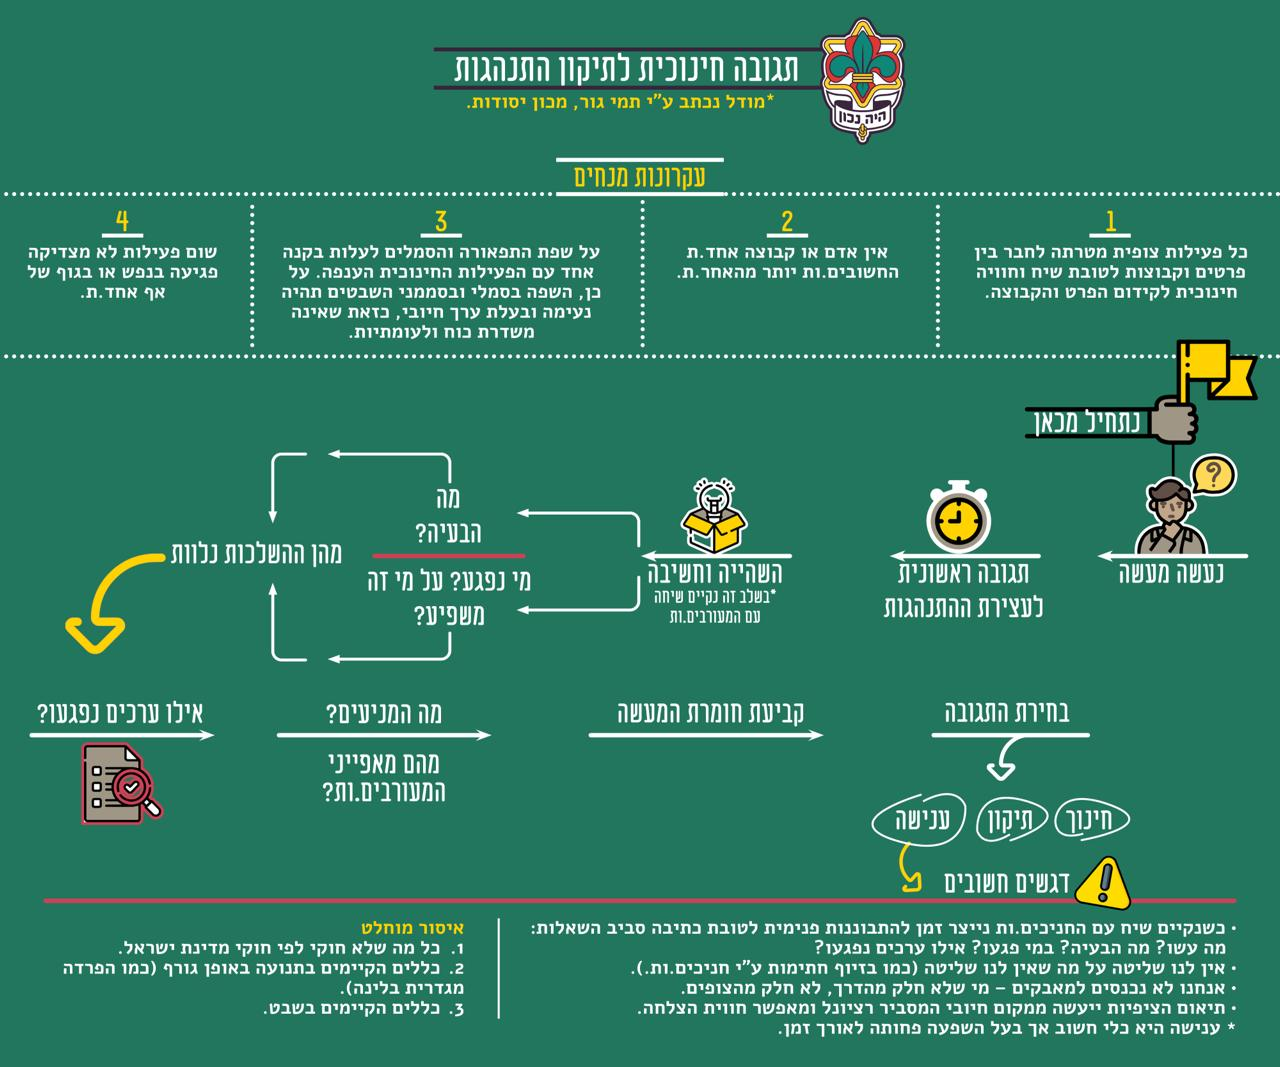 תגובה חינוכית לתיקון התנהגות
*מודל נכתב ע"י תמי גור, מכון יסודות.
היה נכון
עקרונות מנחים
1
כל פעילות צופית מטרתה לחבר בין
פרטים וקבוצות לטובת שיח וחוויה
חינוכית לקידום הפרט והקבוצה.
2
אין אדם או קבוצה אחד.ת
החשובים.ות יותר מהאחר.ת.
3
על שפת התפאורה והסמלים לעלות בקנה
אחד עם הפעילות החינוכית הענפה. על
כן, השפה בסמלי ובסממני השבטים תהיה
נעימה ובעלת ערך חיובי, כזאת שאינה
משדרת כוח ולעומתיות.
4
שום פעילות לא מצדיקה
פגיעה בנפש או בגוף של
אף אחד.ת.
נתחיל מכאן
?
נעשה מעשה
תגובה ראשונית
לעצירת ההתנהגות
השהייה וחשיבה
*בשלב זה נקיים שיחה
עם המעורבים.ות
מה
הבעיה?
מי נפגע? על מי זה
משפיע?
מהן ההשלכות נלוות
אילו ערכים נפגעו?
מה המניעים?
מהם מאפייני
המעורבים.ות?
קביעת חומרת המעשה
בחירת התגובה
חינוך
תיקון
ענישה
דגשים חשובים
• כשנקיים שיח עם החניכים.ות נייצר זמן להתבוננות פנימית לטובת כתיבה סביב השאלות:
מה עשו? מה הבעיה? במי פגעו? אילו ערכים נפגעו?
• אין לנו שליטה על מה שאין לנו שליטה (כמו בזיוף חתימות ע"י חניכים.ות.).
• אנחנו לא נכנסים למאבקים – מי שלא חלק מהדרך, לא חלק מהצופים.
• תיאום הציפיות ייעשה ממקום חיובי המסביר רציונל ומאפשר חווית הצלחה.
* ענישה היא כלי חשוב אך בעל השפעה פחותה לאורך זמן.
איסור מוחלט
1. כל מה שלא חוקי לפי חוקי מדינת ישראל.
2. כללים הקיימים בתנועה באופן גורף (כמו הפרדה
מגדרית בלינה).
3. כללים הקיימים בשבט.